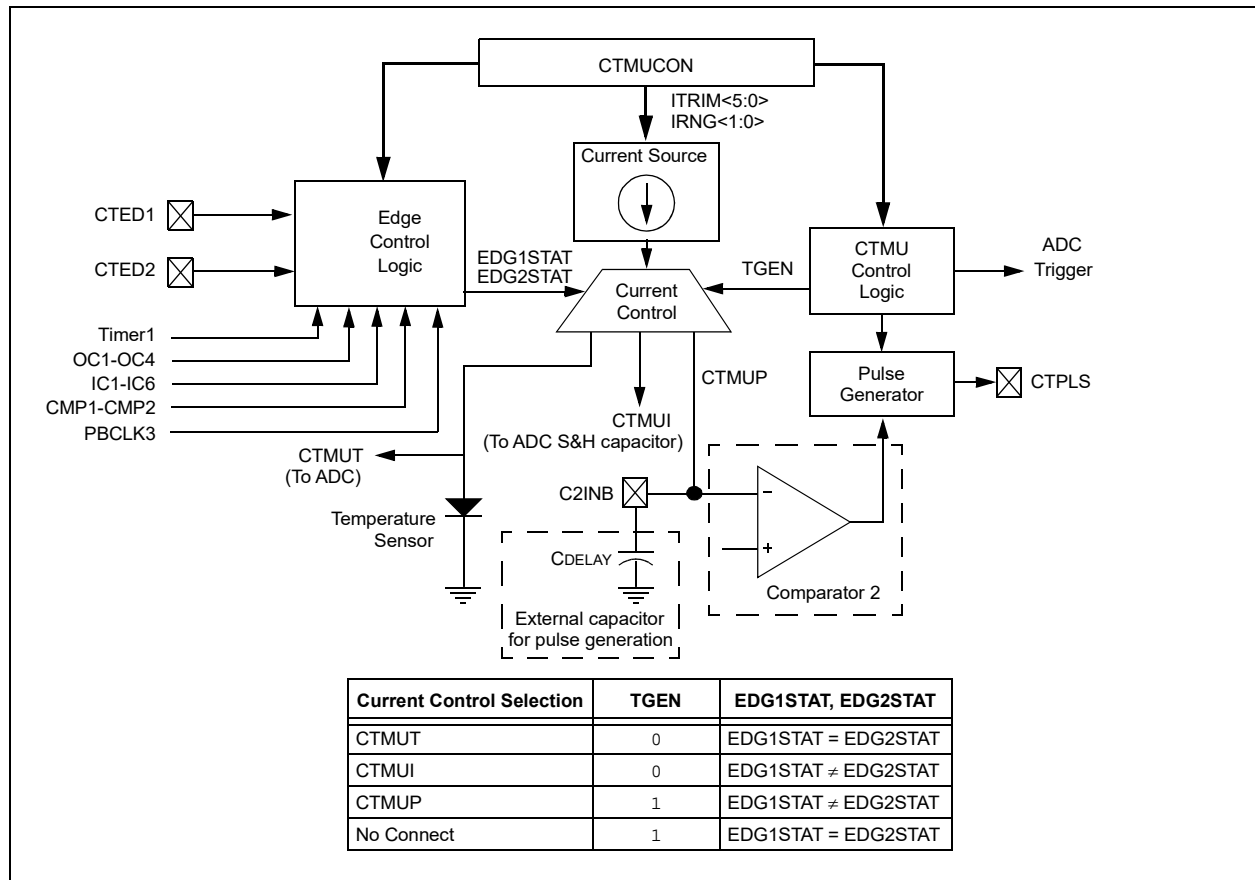 CTMUCON
ITRIM<5:0>
IRNG<1:0>
Current Source
CTED1
CTED2
Edge
Control
Logic
EDG1STAT
EDG2STAT
Current
Control
TGEN
CTMU
Control
Logic
ADC
Trigger
Timer1
OC1-OC4
IC1-IC6
CMP1-CMP2
PBCLK3
CTMUT
(To ADC)
CTMUI
(To ADC S&H capacitor)
CTMUP
Pulse
Generator
CTPLS
C2INB
Temperature
Sensor
CDELAY
External capacitor
for pulse generation
−
+
Comparator 2
Current Control Selection TGEN EDG1STAT, EDG2STAT
CTMUT 0 EDG1STAT = EDG2STAT
CTMUI 0 EDG1STAT ≠ EDG2STAT
CTMUP 1 EDG1STAT ≠ EDG2STAT
No Connect 1 EDG1STAT = EDG2STAT